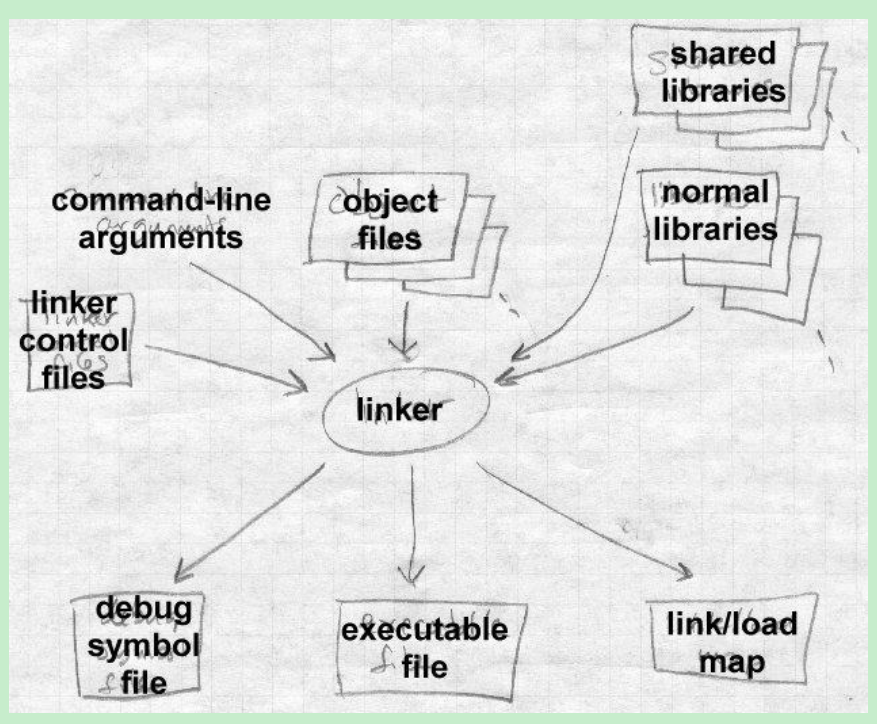 shared
libraries
command-line
arguments
object
files
normal
libraries
linker
control
files
linker
debug
symbol
file
executable
file
link/load
map